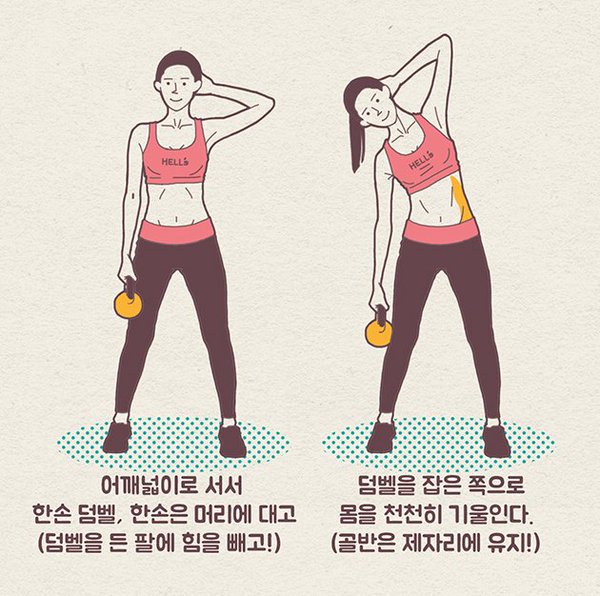 HELL's
HELL's
어깨넓이로 서서
한손 덤벨, 한손은 머리에 대고
(덤벨을 든 팔에 힘을 빼고!)
덤벨을 잡은 쪽으로
몸을 천천히 기울인다.
(골반은 제자리에 유지!)